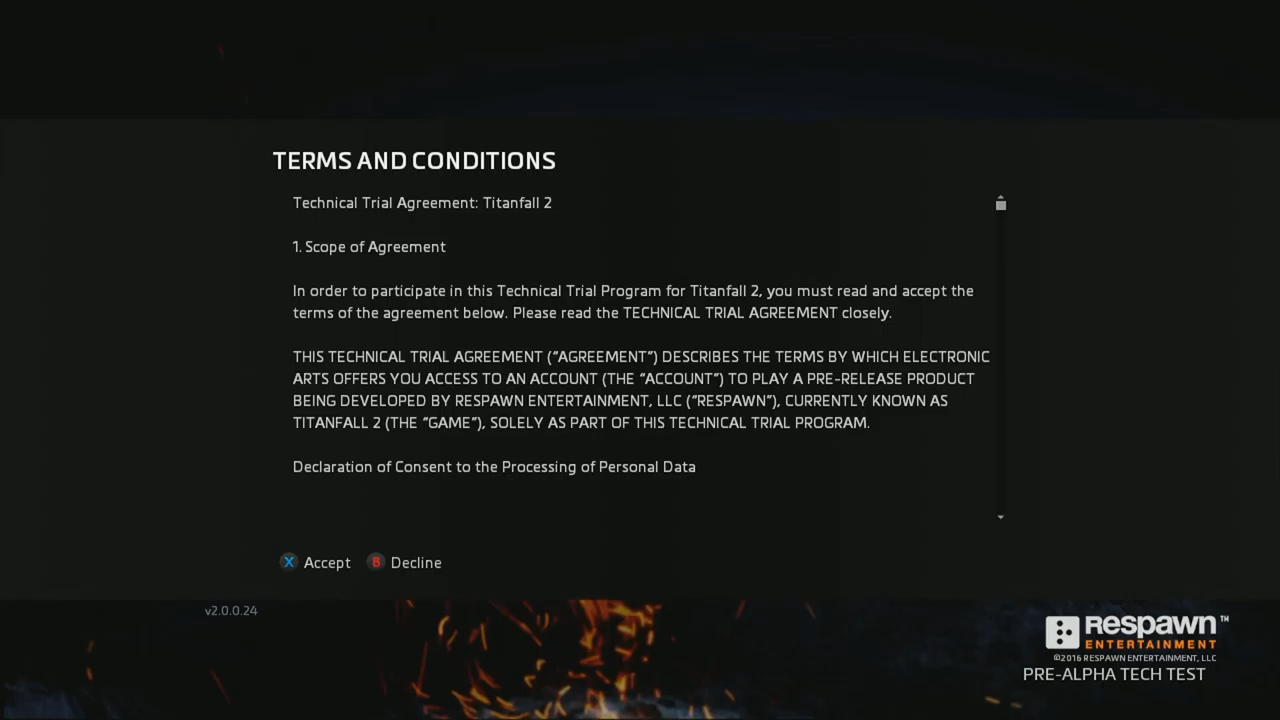 TERMS AND CONDITIONS
Technical Trial Agreement: Titanfall 2
1. Scope of Agreement
In order to participate in this Technical Trial Program for Titanfall 2, you must read and accept the
terms of the agreement below. Please read the TECHNICAL TRIAL AGREEMENT closely.
THIS TECHNICAL TRIAL AGREEMENT ("AGREEMENT") DESCRIBES THE TERMS BY WHICH ELECTRONIC
ARTS OFFERS YOU ACCESS TO AN ACCOUNT (THE "ACCOUNT") TO PLAY A PRE-RELEASE PRODUCT
BEING DEVELOPED BY RESPAWN ENTERTAINMENT, LLC ("RESPAWN"), CURRENTLY KNOWN AS
TITANFALL 2 (THE "GAME"), SOLELY AS PART OF THIS TECHNICAL TRIAL PROGRAM.
Declaration of Consent to the Processing of Personal Data
X Accept B Decline
v2.0.0.24
Respawn™
ENTERTAINMENT
©2016 RESPAWN ENTERTAINMENT, LLC
PRE-ALPHA TECH TEST